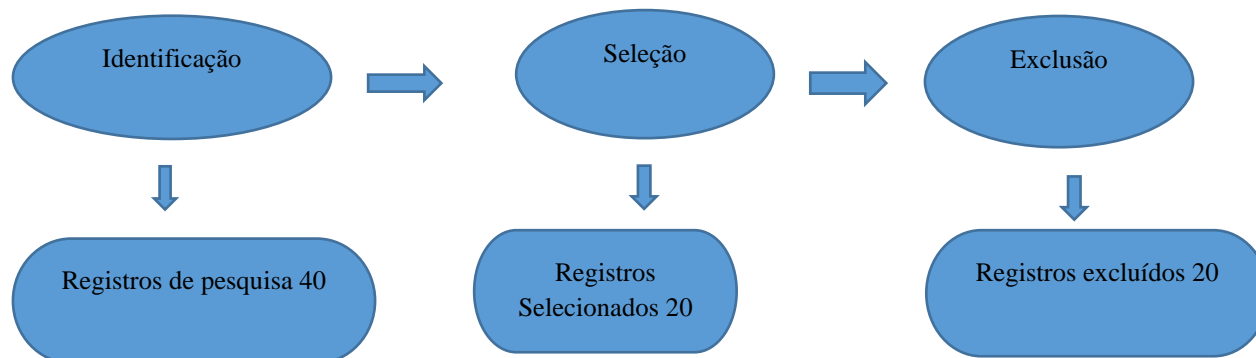 Identificação
Seleção
Exclusão
Registros de pesquisa 40
Registros
Selecionados 20
Registros excluídos 20